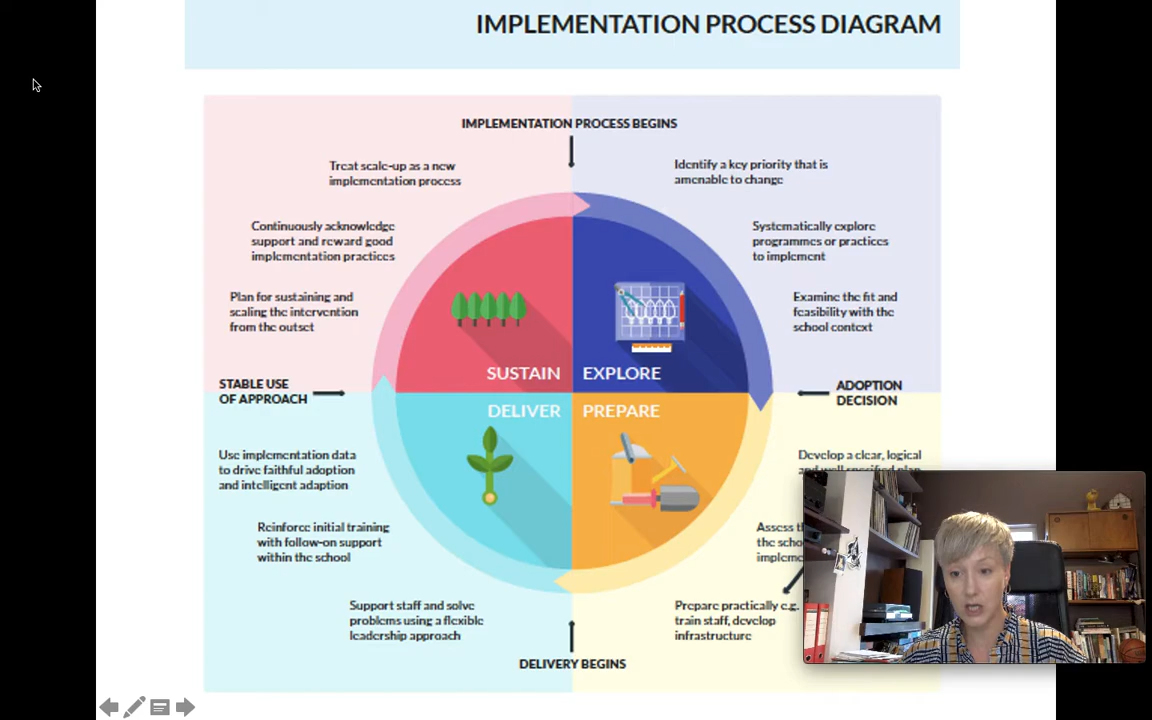 IMPLEMENTATION PROCESS DIAGRAM
IMPLEMENTATION PROCESS BEGINS
Treat scale-up as a new
implementation process
Continuously acknowledge
support and reward good
implementation practices
Plan for sustaining and
scaling the intervention
from the outset
Identify a key priority that is
amenable to change
Systematically explore
programmes or practices
to implement
Examine the fit and
feasibility with the
school context
SUSTAIN
EXPLORE
DELIVER
PREPARE
STABLE USE
OF APPROACH
ADOPTION
DECISION
Use implementation data
to drive faithful adoption
and intelligent adaption
Reinforce initial training
with follow-on support
within the school
Support staff and solve
problems using a flexible
leadership approach
Develop a clear, logical
and well specified plan
Assess
Prepare practically e.g.
train staff, develop
infrastructure
DELIVERY BEGINS